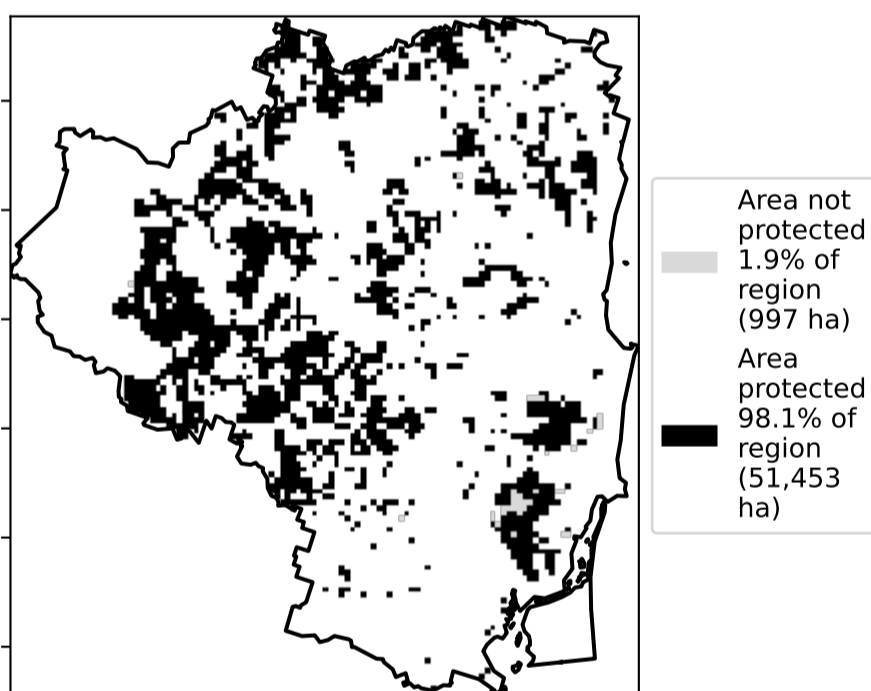 Area not
protected
1.9% of
region
(997 ha)
Area
protected
98.1% of
region
(51,453
ha)